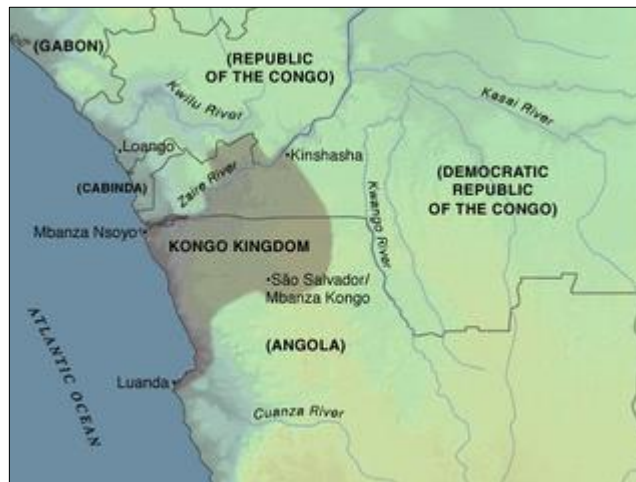 (GABON)
(REPUBLIC
OF THE CONGO)
Kwilu River
Kasai River
Loango
Kinshasha
Zaire River
(CABINDA)
(DEMOCRATIC
REPUBLIC
OF THE CONGO)
Kwango River
Mbanza Nsoyo
KONGO KINGDOM
São Salvador/
Mbanza Kongo
ATLANTIC OCEAN
(ANGOLA)
Luanda
Cuanza River